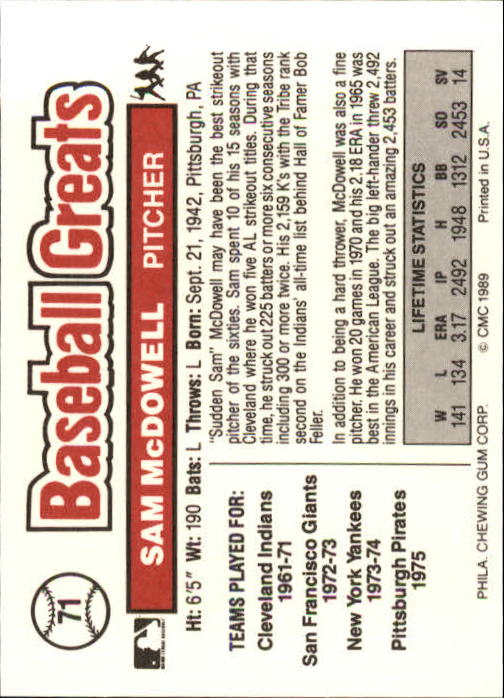 71
Baseball Greats
SAM McDOWELL PITCHER
Ht: 6'5" Wt: 190 Bats: L Throws: L Born: Sept. 21, 1942, Pittsburgh, PA
TEAMS PLAYED FOR:
Cleveland Indians
1961-71
San Francisco Giants
1972-73
New York Yankees
1973-74
Pittsburgh Pirates
1975
"Sudden Sam" McDowell may have been the best strikeout
pitcher of the sixties. Sam spent 10 of his 15 seasons with
Cleveland where he won five AL strikeout titles. During that
time, he struck out 225 batters or more six consecutive seasons
including 300 or more twice. His 2,159 K's with the Tribe rank
second on the Indians' all-time list behind Hall of Famer Bob
Feller.
In addition to being a hard thrower, McDowell was also a fine
pitcher. He won 20 games in 1970 and his 2.18 ERA in 1965 was
best in the American League. The big left-hander threw 2,492
innings in his career and struck out an amazing 2,453 batters.
LIFETIME STATISTICS
W L ERA IP H BB SO SV
141 134 3.17 2492 1948 1312 2453 14
PHILA. CHEWING GUM CORP. © CMC 1989 Printed in U.S.A.